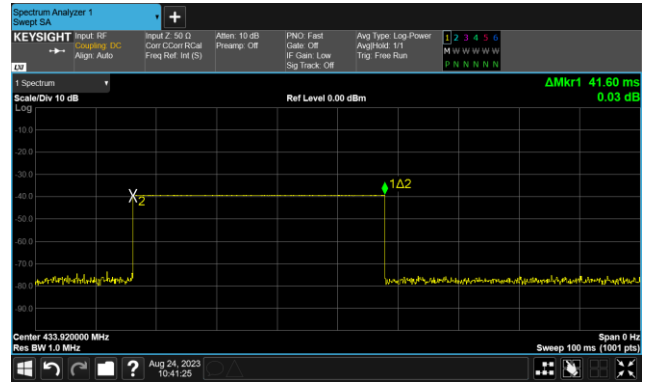 Spectrum Analyzer 1
Swept SA
+
KEYSIGHT
Input: RF
Coupling: DC
Align: Auto
Input Z: 50 Ω
Corr CCorr RCal
Freq Ref: Int (S)
Atten: 10 dB
Preamp: Off
PNO: Fast
Gate: Off
IF Gain: Low
Sig Track: Off
Avg Type: Log-Power
Avg|Hold: 1/1
Trig: Free Run
1 2 3 4 5 6
M W W W W W
P N N N N N
LXI
1 Spectrum
ΔMkr1 41.60 ms
0.03 dB
Scale/Div 10 dB
Ref Level 0.00 dBm
Log
-10.0
-20.0
-30.0
-40.0
-50.0
-60.0
-70.0
-80.0
-90.0
X2
1Δ2
Center 433.920000 MHz
Span 0 Hz
Res BW 1.0 MHz
Sweep 100 ms (1001 pts)
?
Aug 24, 2023
10:41:25